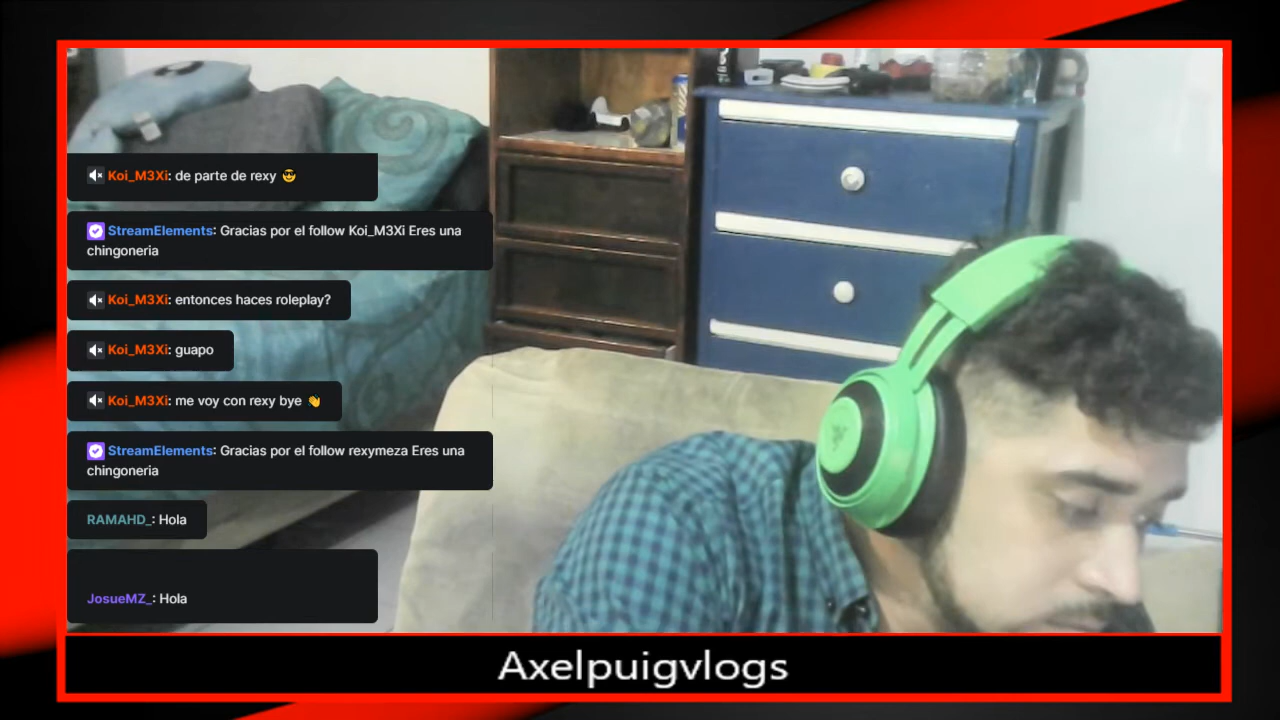 Koi_M3Xi: de parte de rexy 😎
StreamElements: Gracias por el follow Koi_M3Xi Eres una
chingoneria
Koi_M3Xi: entonces haces roleplay?
Koi_M3Xi: guapo
Koi_M3Xi: me voy con rexy bye 👋
StreamElements: Gracias por el follow rexymeza Eres una
chingoneria
RAMAHD_: Hola
JosueMZ_: Hola
Axelpuigvlogs